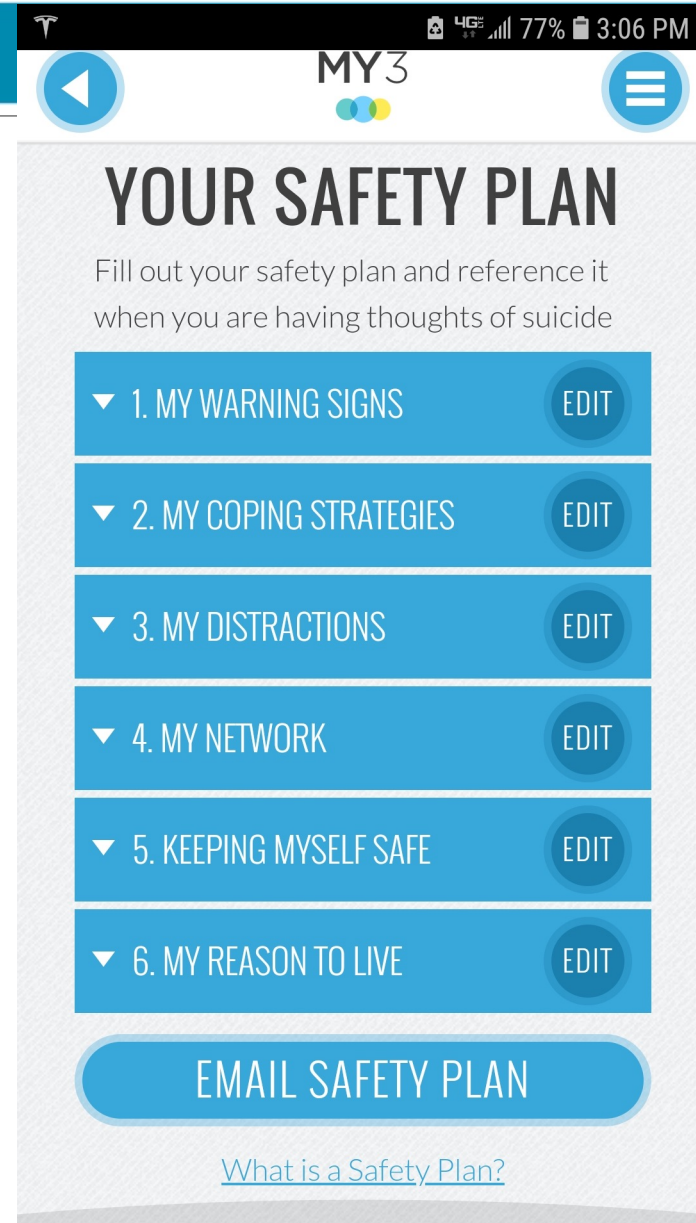 77% 3:06 PM
MY3
YOUR SAFETY PLAN
Fill out your safety plan and reference it
when you are having thoughts of suicide
1. MY WARNING SIGNS EDIT
2. MY COPING STRATEGIES EDIT
3. MY DISTRACTIONS EDIT
4. MY NETWORK EDIT
5. KEEPING MYSELF SAFE EDIT
6. MY REASON TO LIVE EDIT
EMAIL SAFETY PLAN
What is a Safety Plan?